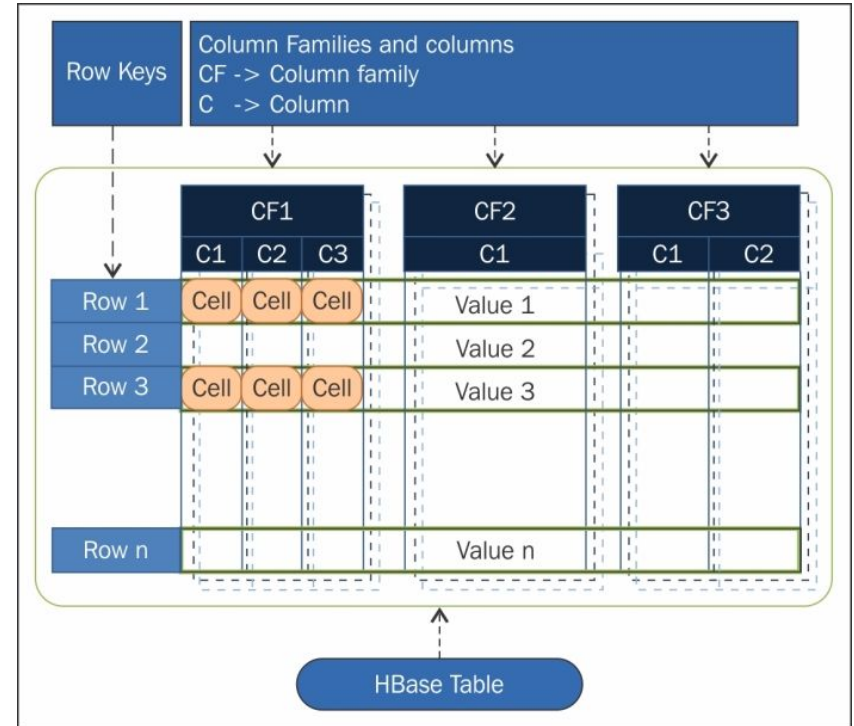 Row Keys
Column Families and columns
CF -> Column family
C -> Column
CF1
CF2
CF3
C1 C2 C3
C1
C1 C2
Row 1 Cell Cell Cell Value 1
Row 2 Value 2
Row 3 Cell Cell Cell Value 3
Row n Value n
HBase Table